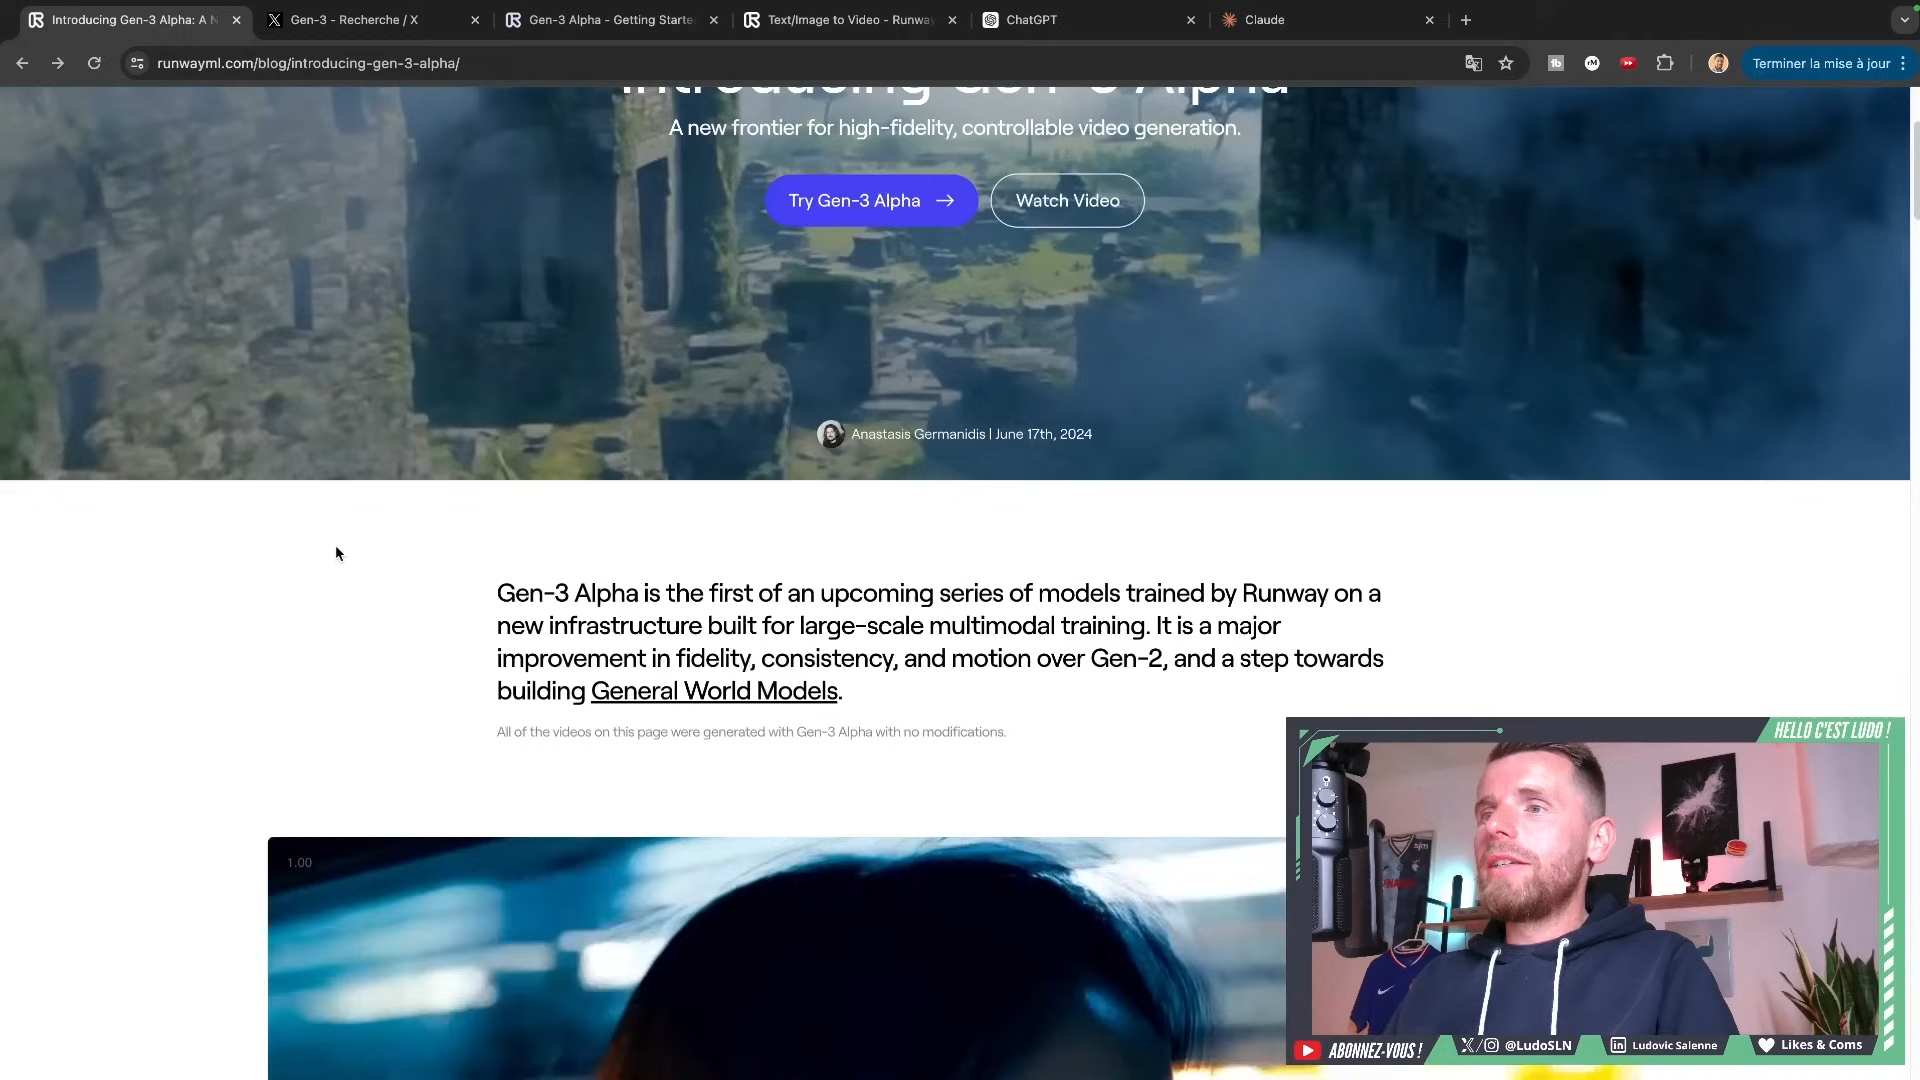 Introducing Gen-3 Alpha: A N
Gen-3 - Recherche / X
Gen-3 Alpha - Getting Starte
Text/Image to Video - Runway
ChatGPT
Claude
runwayml.com/blog/introducing-gen-3-alpha/
Terminer la mise à jour
Introducing Gen-3 Alpha
A new frontier for high-fidelity, controllable video generation.
Try Gen-3 Alpha →
Watch Video
Anastasis Germanidis | June 17th, 2024
Gen-3 Alpha is the first of an upcoming series of models trained by Runway on a
new infrastructure built for large-scale multimodal training. It is a major
improvement in fidelity, consistency, and motion over Gen-2, and a step towards
building General World Models.
All of the videos on this page were generated with Gen-3 Alpha with no modifications.
1.00
HELLO C'EST LUDO !
ABONNEZ-VOUS !
@LudoSLN
Ludovic Salenne
Likes & Coms